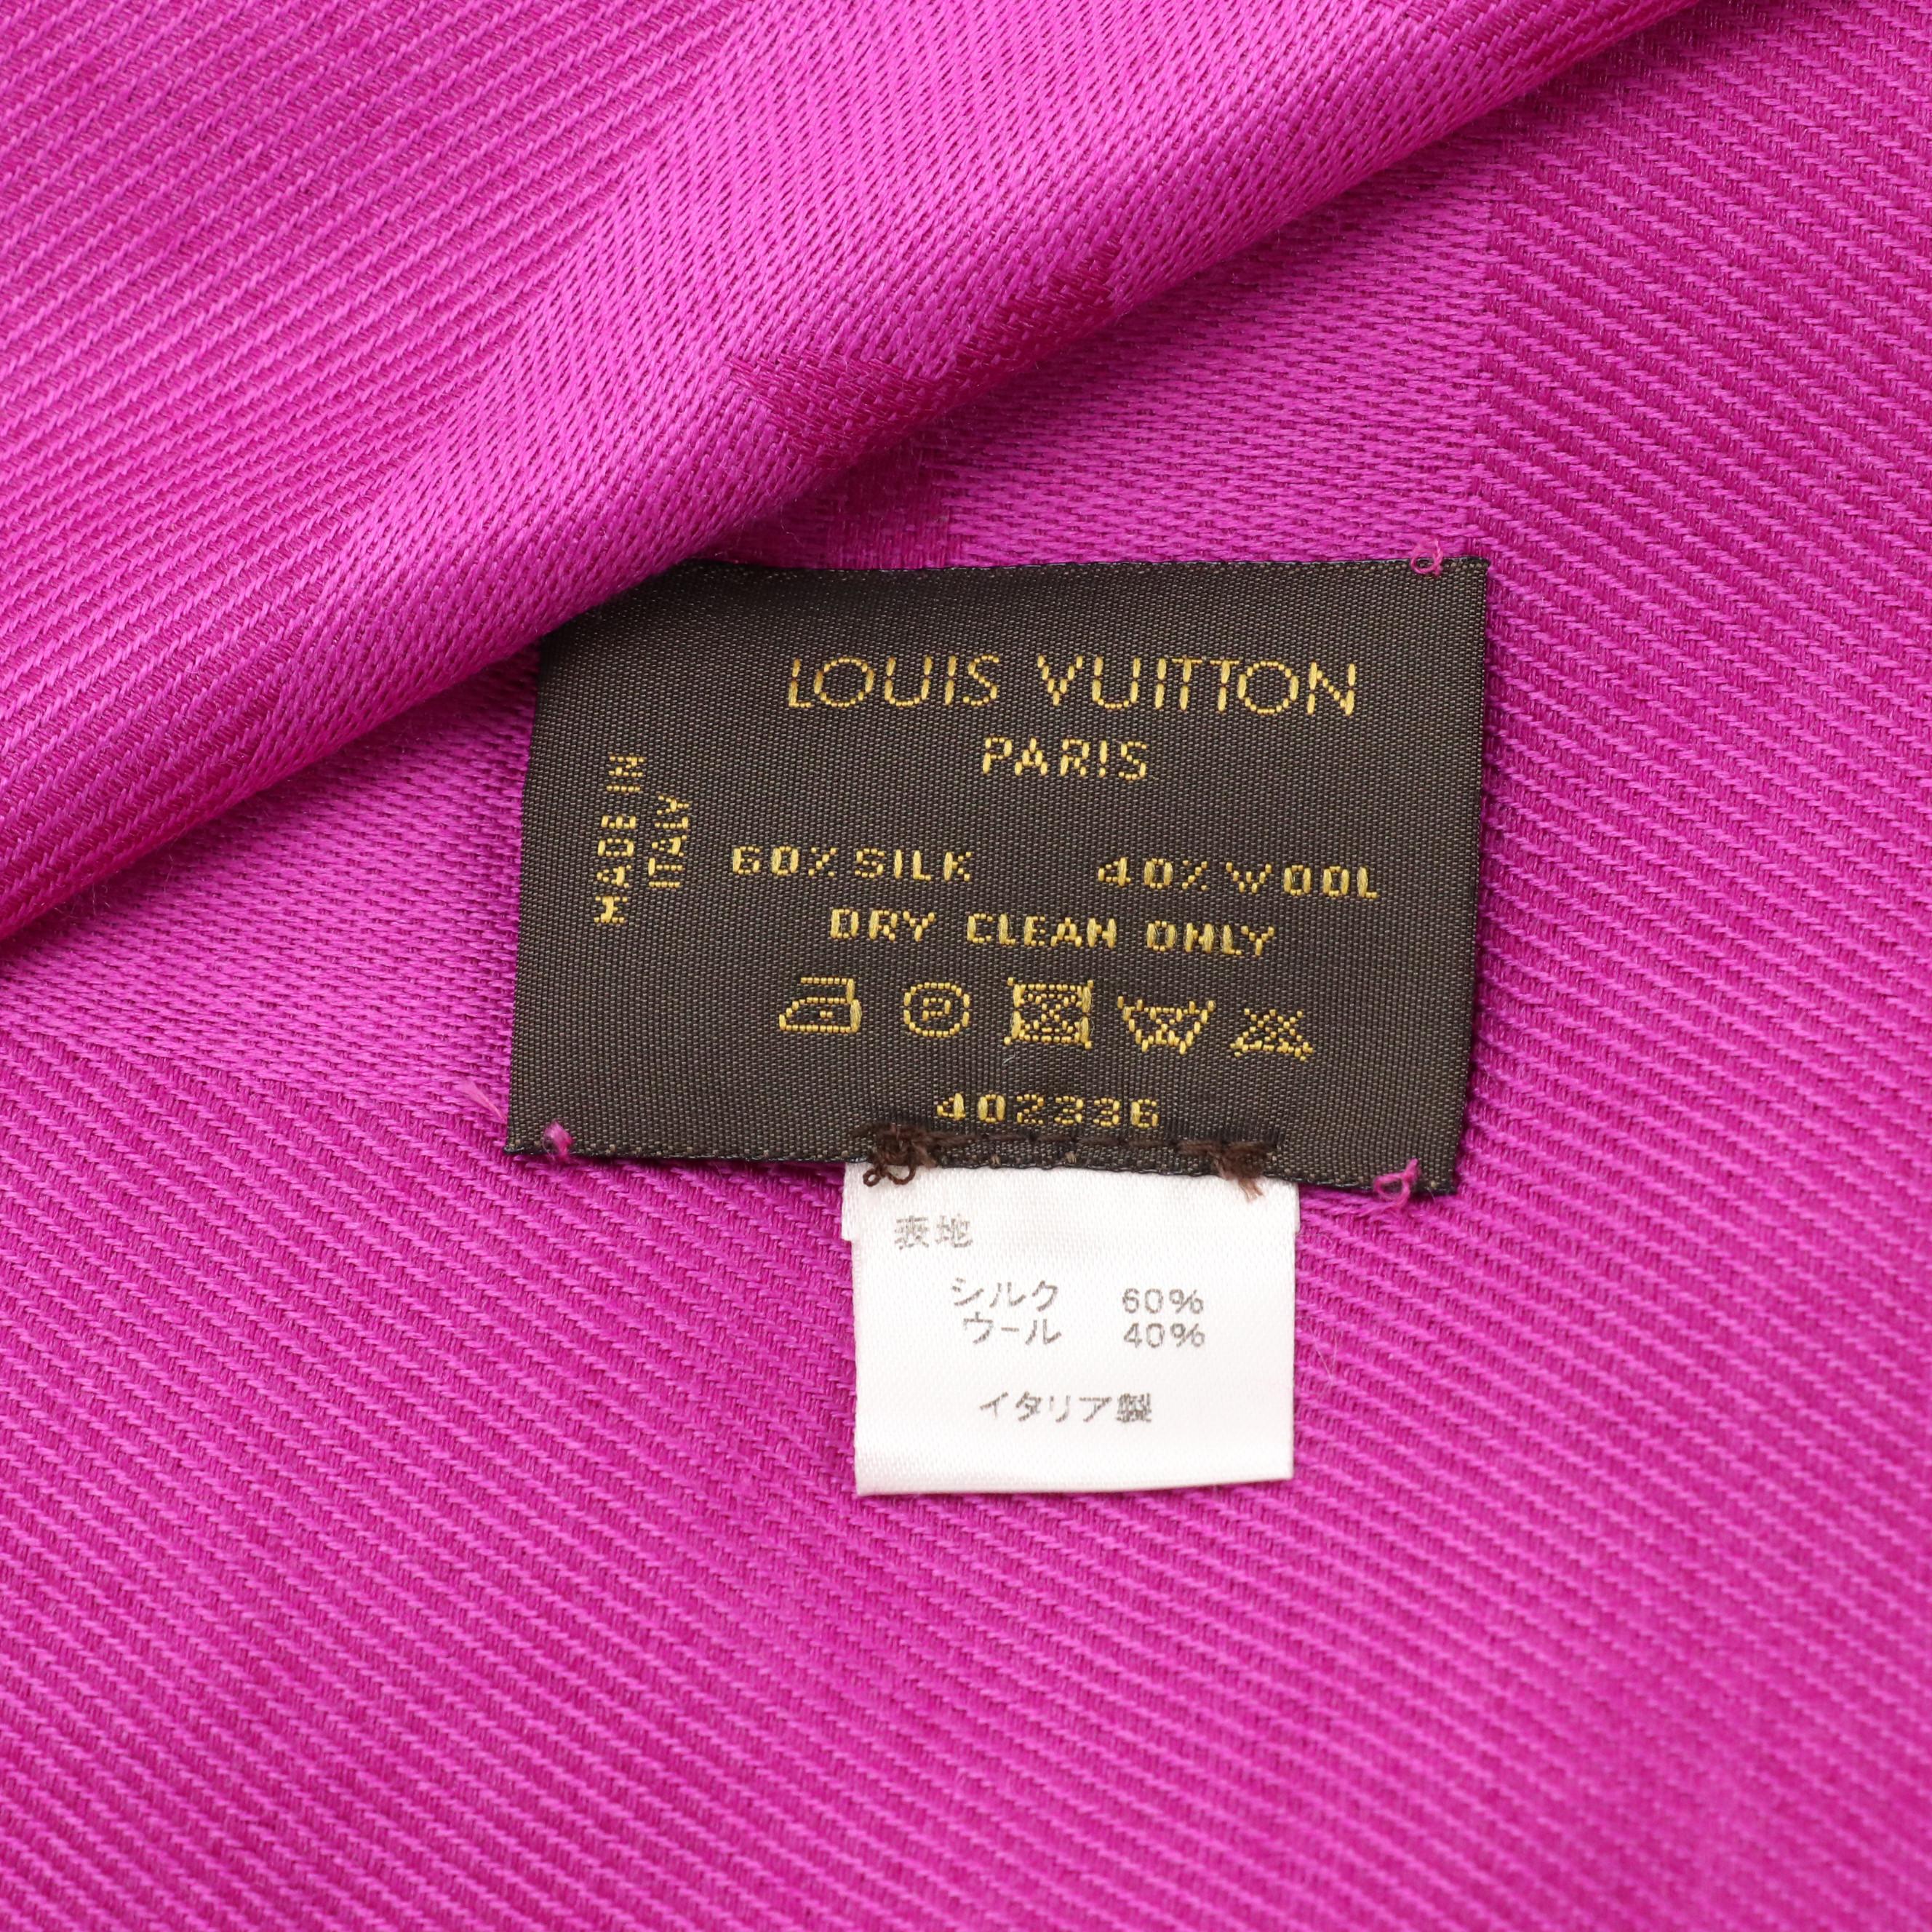 LOUIS VUITTON
PARIS
MADE IN
ITALY
60% SILK 40% WOOL
DRY CLEAN ONLY
P
402336
表地
シルク 60%
ウール 40%
イタリア製